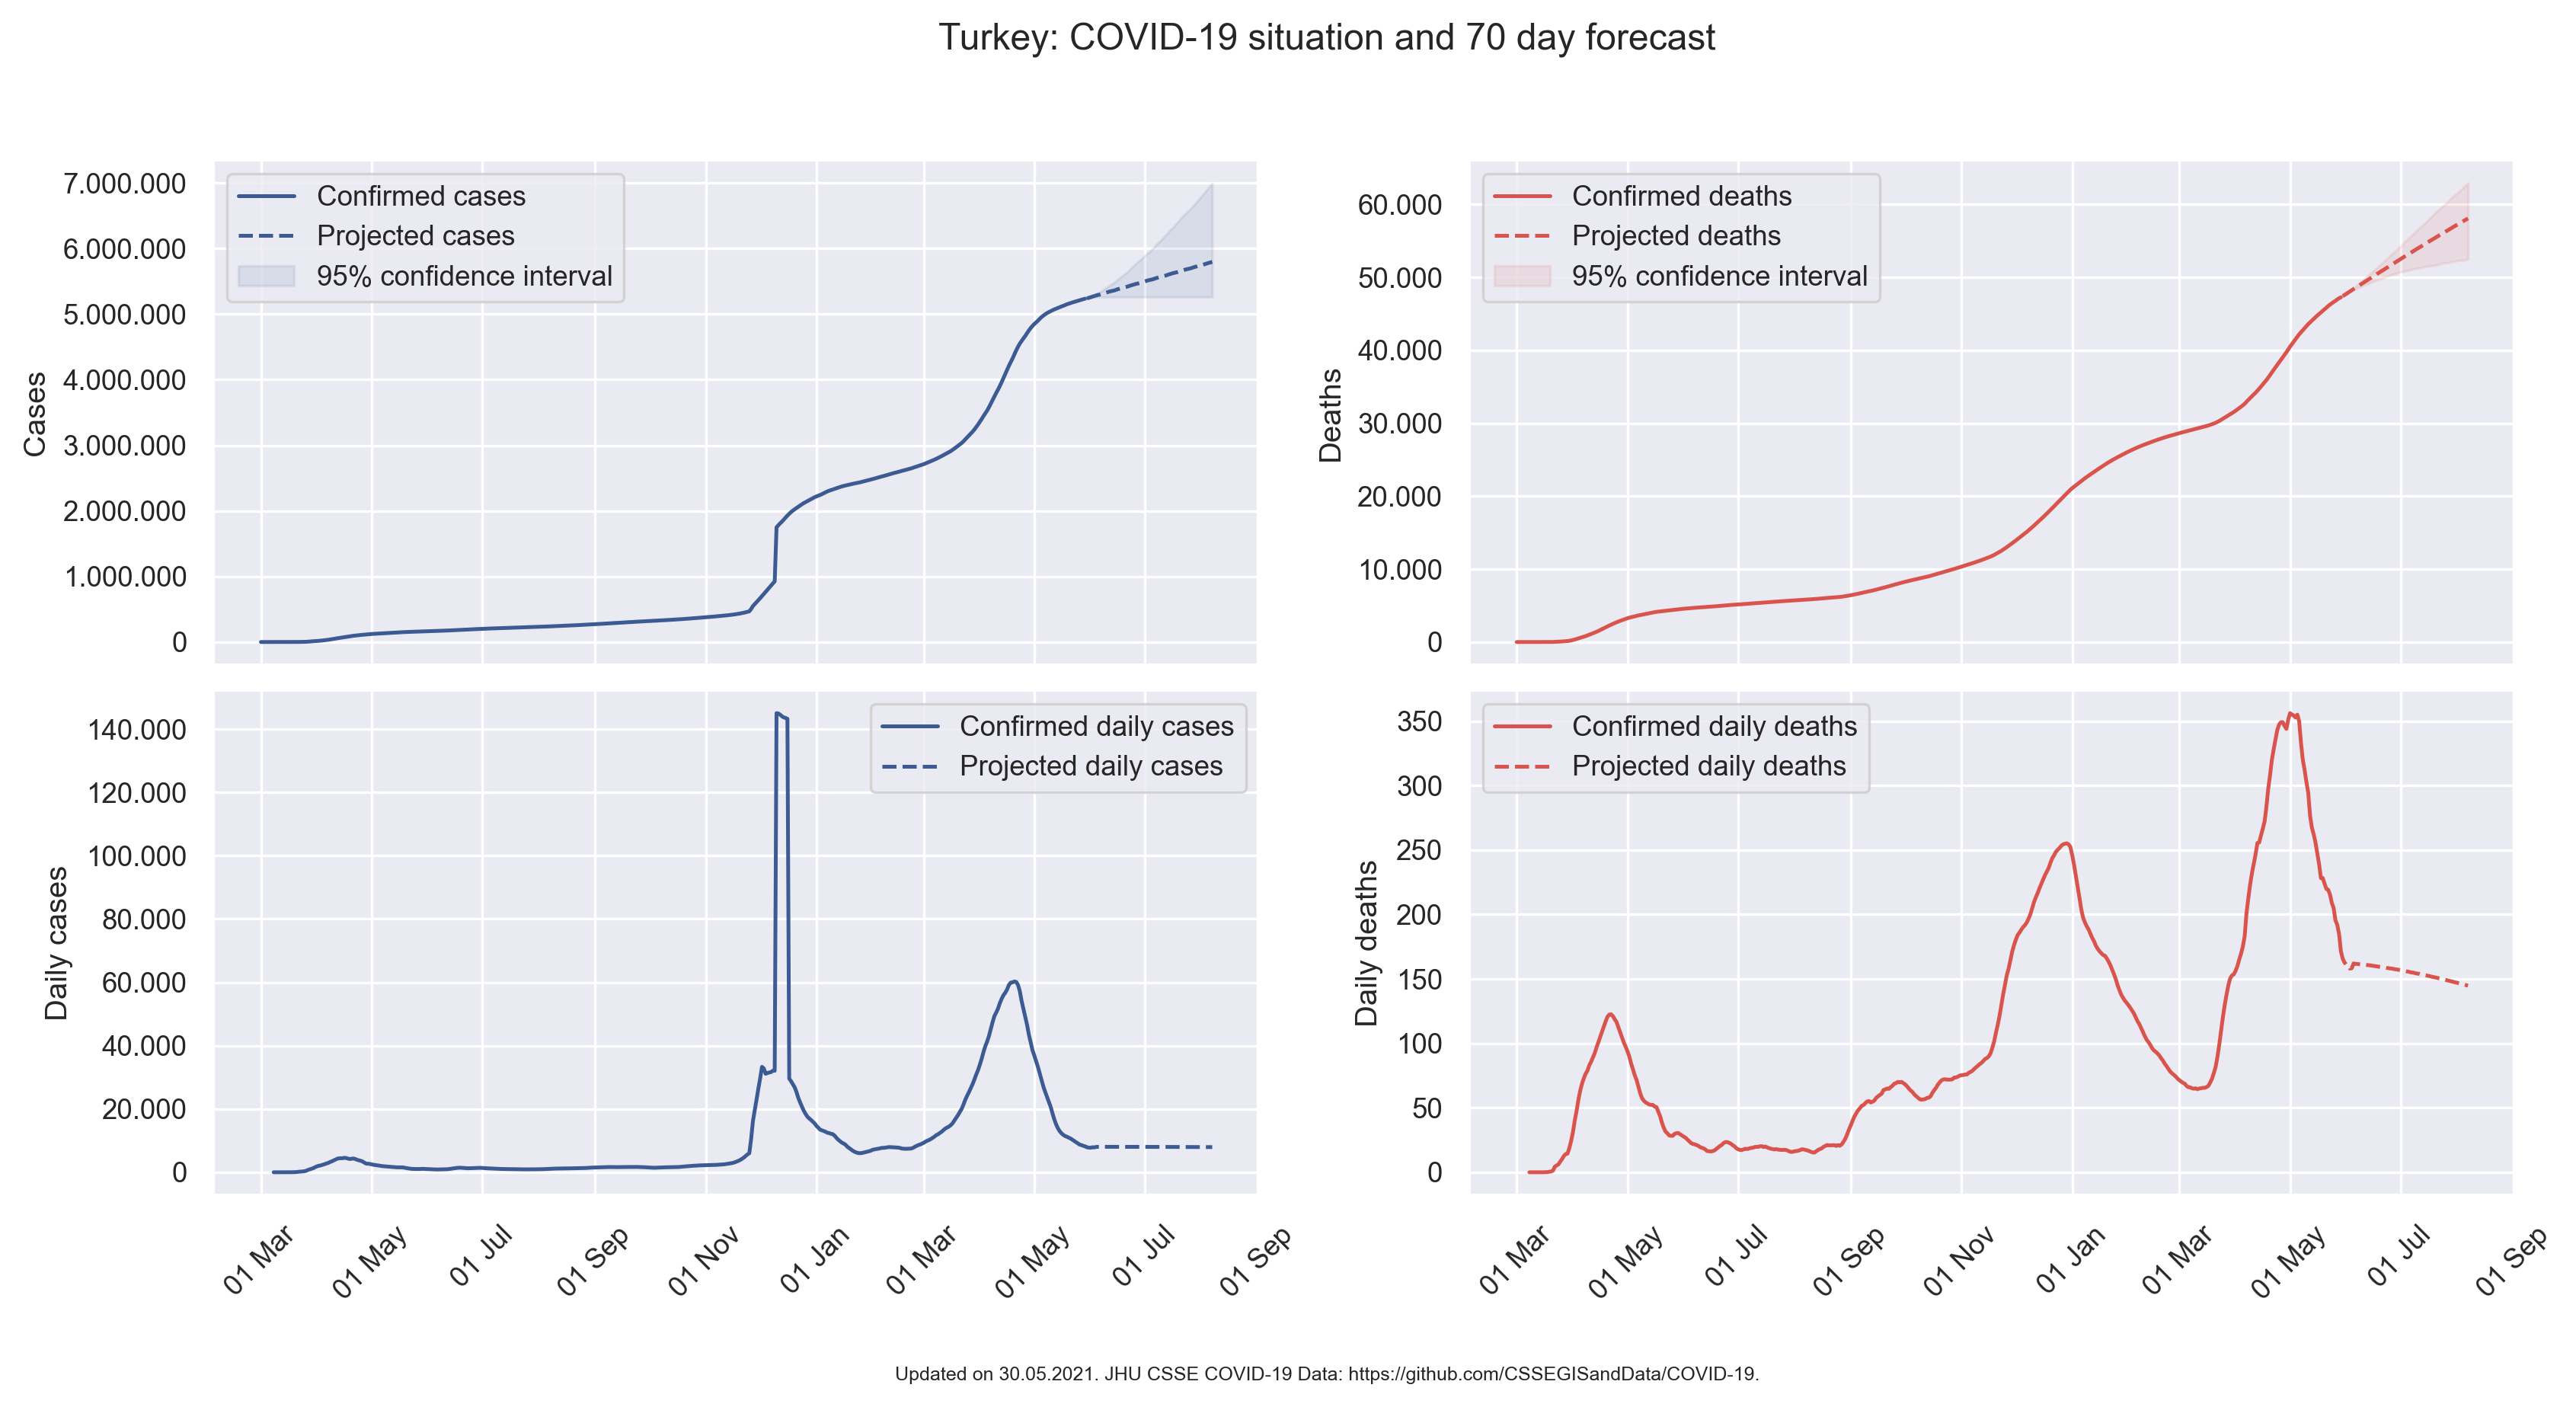 Turkey: COVID-19 situation and 70 day forecast
Cases
7.000.000
6.000.000
5.000.000
4.000.000
3.000.000
2.000.000
1.000.000
0
Confirmed cases
Projected cases
95% confidence interval
Deaths
60.000
50.000
40.000
30.000
20.000
10.000
0
Confirmed deaths
Projected deaths
95% confidence interval
Daily cases
140.000
120.000
100.000
80.000
60.000
40.000
20.000
0
Confirmed daily cases
Projected daily cases
01 Mar
01 May
01 Jul
01 Sep
01 Nov
01 Jan
01 Mar
01 May
01 Jul
01 Sep
Daily deaths
350
300
250
200
150
100
50
0
Confirmed daily deaths
Projected daily deaths
01 Mar
01 May
01 Jul
01 Sep
01 Nov
01 Jan
01 Mar
01 May
01 Jul
01 Sep
Updated on 30.05.2021. JHU CSSE COVID-19 Data: https://github.com/CSSEGISandData/COVID-19.